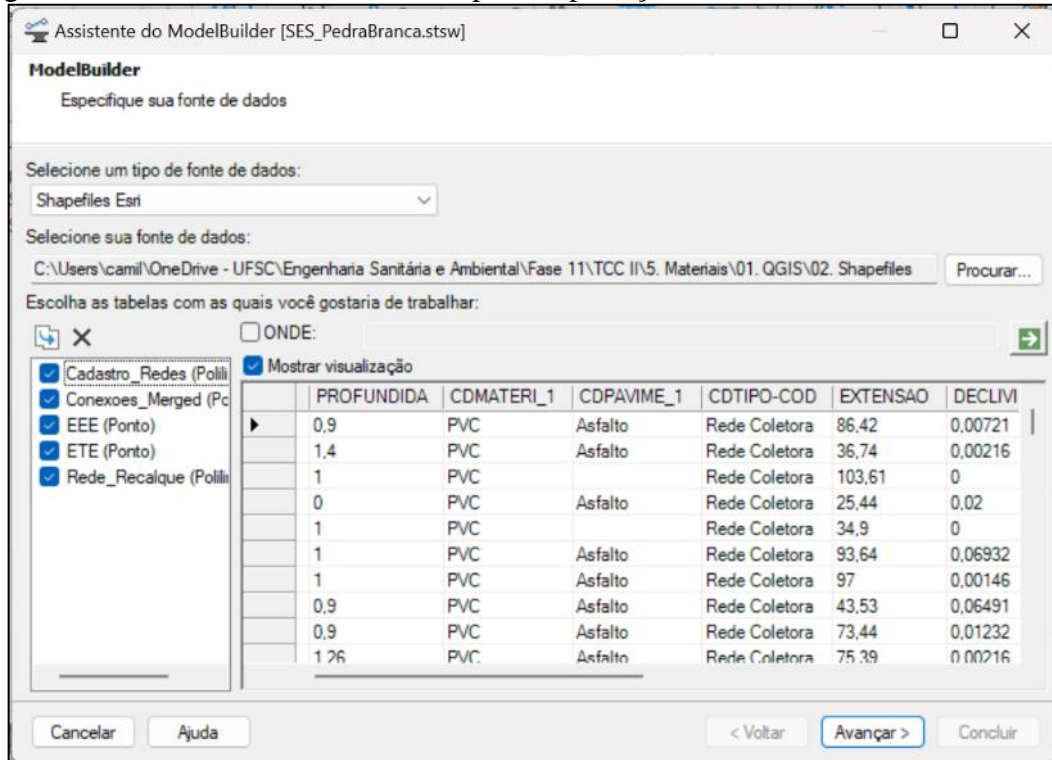 Assistente do ModelBuilder [SES_PedraBranca.stsw]
ModelBuilder
Especifique sua fonte de dados
Selecione um tipo de fonte de dados:
Shapefiles Esri
Selecione sua fonte de dados:
C:\Users\camil\OneDrive - UFSC\Engenharia Sanitária e Ambiental\Fase 11\TCC II\5. Materiais\01. QGIS\02. Shapefiles Procurar...
Escolha as tabelas com as quais você gostaria de trabalhar:
ONDE:
Mostrar visualização
Cadastro_Redes (Polili
Conexoes_Merged (Pc
EEE (Ponto)
ETE (Ponto)
Rede_Recalque (Polilir
PROFUNDIDA CDMATERI_1 CDPAVIME_1 CDTIPO-COD EXTENSAO DECLIVI
0,9 PVC Asfalto Rede Coletora 86,42 0,00721
1,4 PVC Asfalto Rede Coletora 36,74 0,00216
1 PVC Rede Coletora 103,61 0
0 PVC Asfalto Rede Coletora 25,44 0,02
1 PVC Rede Coletora 34,9 0
1 PVC Asfalto Rede Coletora 93,64 0,06932
1 PVC Asfalto Rede Coletora 97 0,00146
0,9 PVC Asfalto Rede Coletora 43,53 0,06491
0,9 PVC Asfalto Rede Coletora 73,44 0,01232
1,26 PVC Asfalto Rede Coletora 75,39 0,00216
Cancelar Ajuda < Voltar Avançar > Concluir